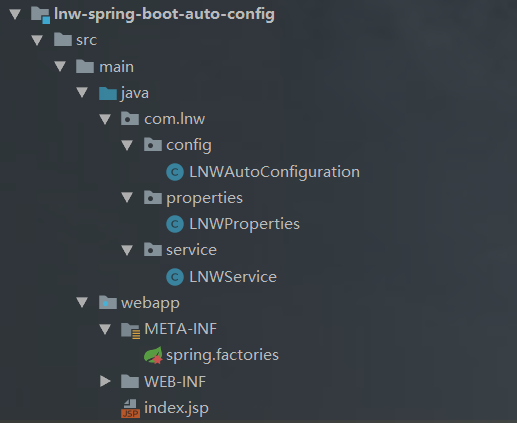 lnw-spring-boot-auto-config
src
main
java
com.lnw
config
C LNWAutoConfiguration
properties
C LNWProperties
service
C LNWService
webapp
META-INF
spring.factories
WEB-INF
JSP index.jsp